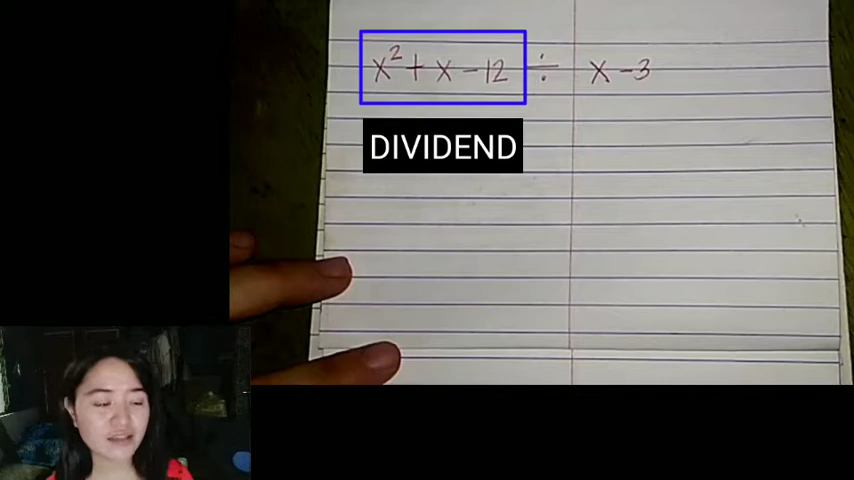 x² + x - 12 ÷ x - 3
DIVIDEND